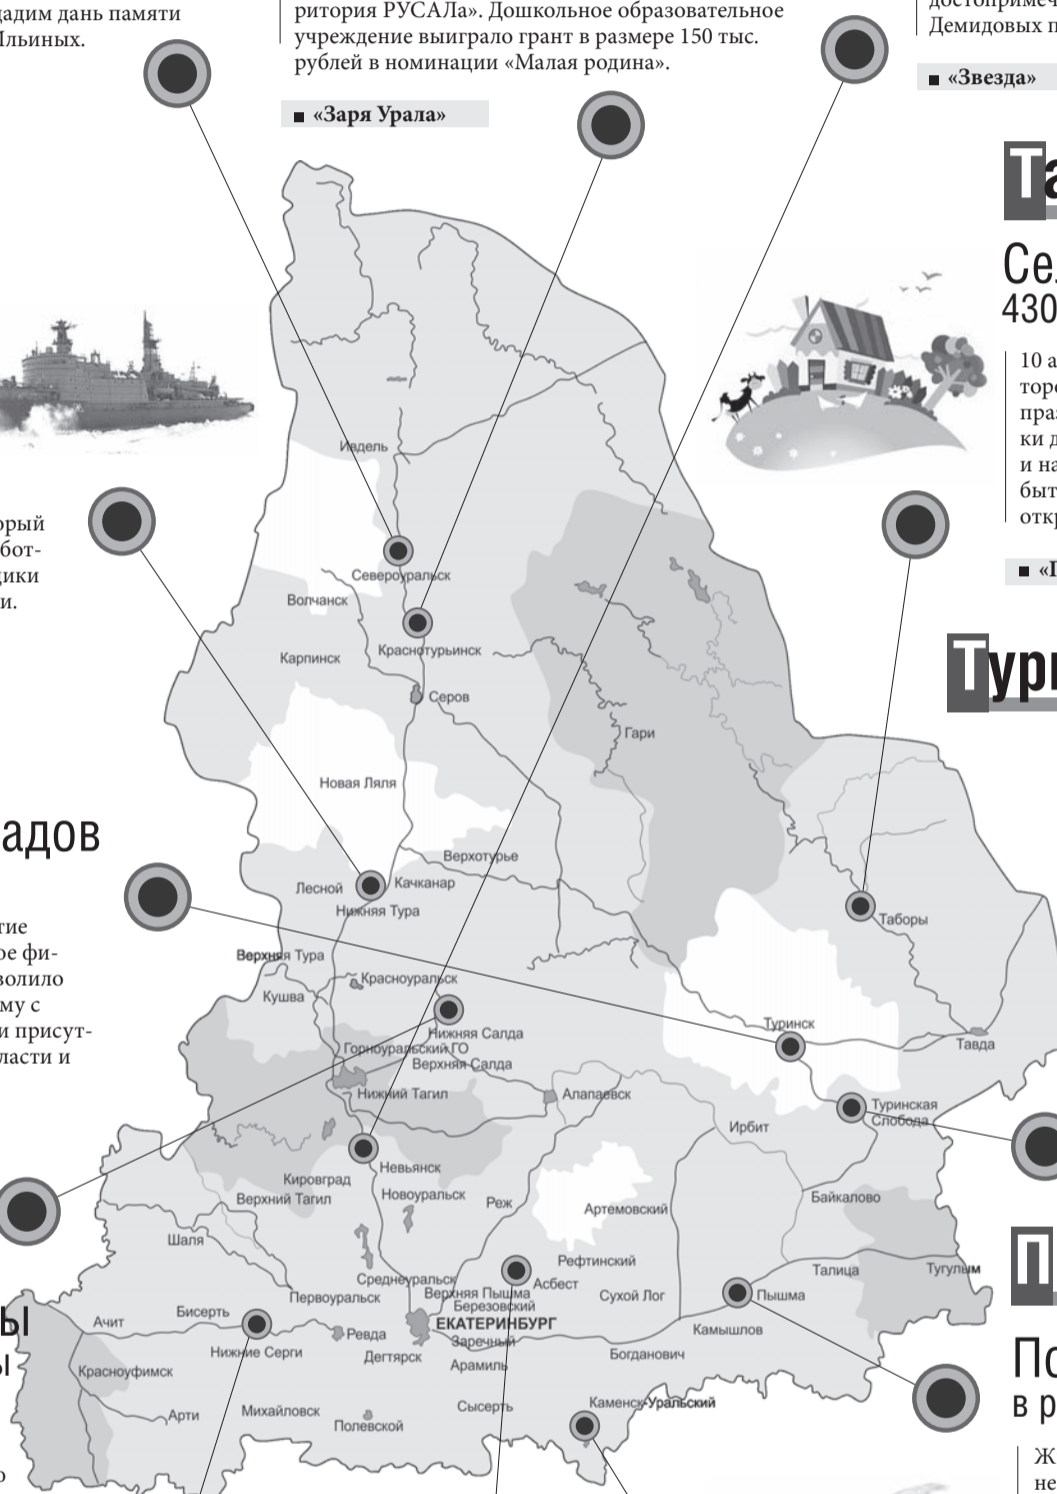 дадим дань памяти
Ильиных.
ритория РУСАЛа». Дошкольное образовательное
учреждение выиграло грант в размере 150 тыс.
рублей в номинации «Малая родина».
«Заря Урала»
Демидовых п
«Звезда»
Та
Сел
430
10 а
торо
праз
ки д
и на
быт
откр
«П
орый
бот-
ики
и.
Тури
Ивдель
Североуральск
Волчанск
Краснотурьинск
Карпинск
Серов
Гари
Новая Ляля
адов
Верхотурье
Лесной
Качканар
Нижняя Тура
Таборы
тие
ое фи-
волило
му с
и присут-
ласти и
Верхняя Тура
Красноуральск
Кушва
Нижняя Салда
Горноуральский ГО
Верхняя Салда
Туринск
Тавда
Нижний Тагил
Алапаевск
Туринская
Слобода
Ирбит
Невьянск
Кировград
Верхний Тагил
Новоуральск
Реж
Артемовский
Байкалово
Шаля
Рефтинский
Талица
Тугулым
Среднеуральск
Асбест
Верхняя Пышма
Первоуральск
Березовский
Сухой Лог
Пышма
П
ы
Ачит
Бисерть
ЕКАТЕРИНБУРГ
Ревда
Заречный
Камышлов
Нижние Серги
Дегтярск
Арамиль
Богданович
Красноуфимск
По
в р
Арти
Михайловск
Полевской
Сысерть
Каменск-Уральский
Ж
не
о